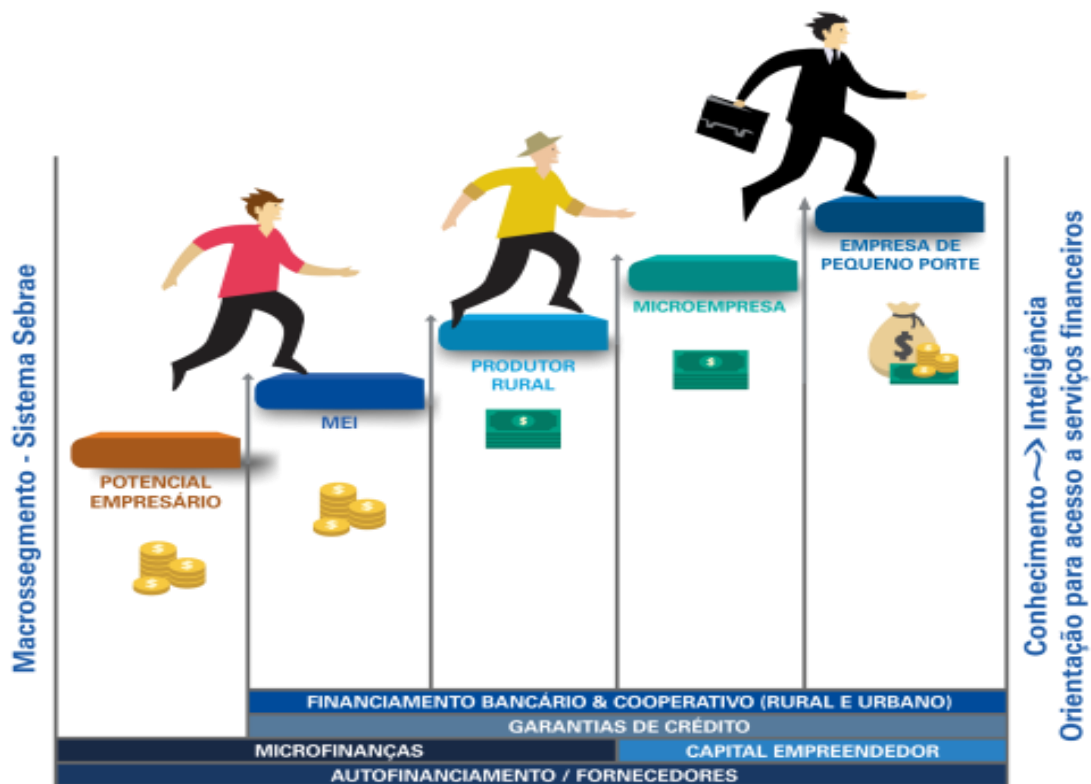 Macrossegmento - Sistema Sebrae
POTENCIAL
EMPRESÁRIO
MEI
PRODUTOR
RURAL
MICROEMPRESA
EMPRESA DE
PEQUENO PORTE
$
$
$
$
$
$
$
$
$
$
$
$
FINANCIAMENTO BANCÁRIO & COOPERATIVO (RURAL E URBANO)
GARANTIAS DE CRÉDITO
MICROFINANÇAS
CAPITAL EMPREENDEDOR
AUTOFINANCIAMENTO / FORNECEDORES
Conhecimento ~> Inteligência
Orientação para acesso a serviços financeiros